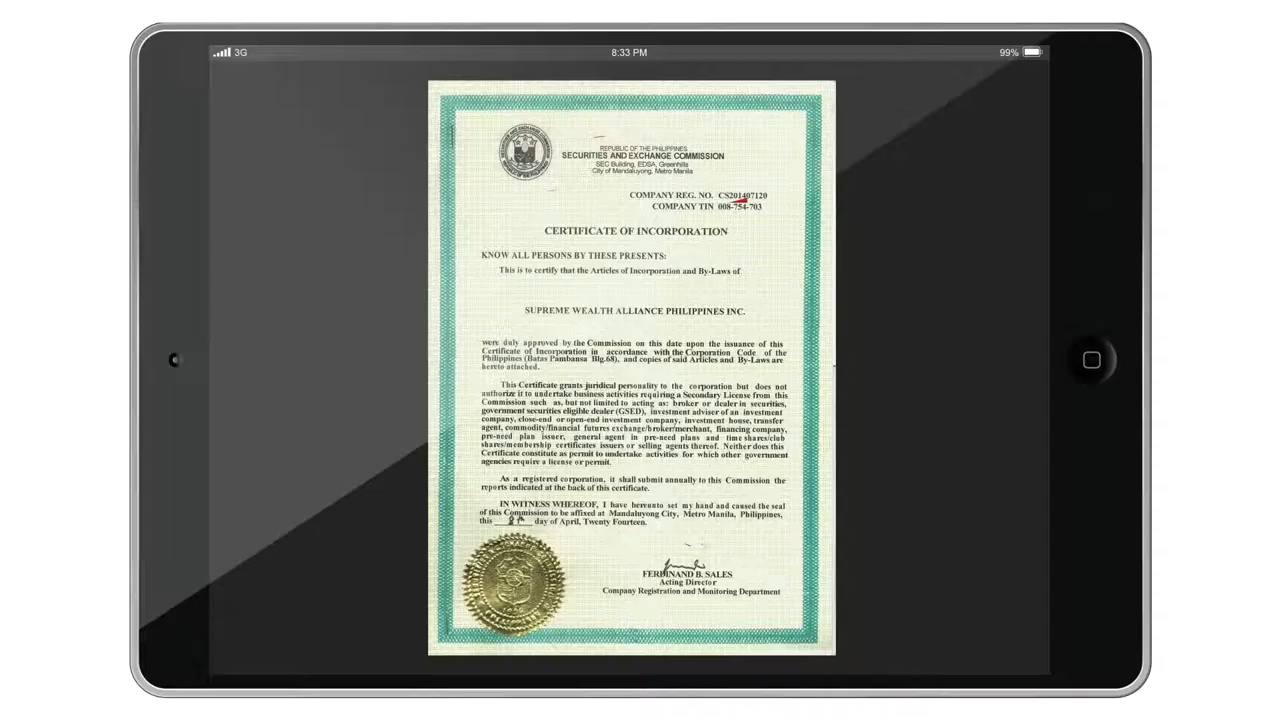 3G
8:33 PM
99%
REPUBLIC OF THE PHILIPPINES
SECURITIES AND EXCHANGE COMMISSION
SEC Building, EDSA, Greenhills
City of Mandaluyong, Metro Manila
COMPANY REG. NO. CS201407120
COMPANY TIN 008-754-703
CERTIFICATE OF INCORPORATION
KNOW ALL PERSONS BY THESE PRESENTS:
This is to certify that the Articles of Incorporation and By-Laws of
SUPREME WEALTH ALLIANCE PHILIPPINES INC.
were duly approved by the Commission on this date upon the issuance of this
Certificate of Incorporation in accordance with the Corporation Code of the
Philippines (Batas Pambansa Blg.68), and copies of said Articles and By-Laws are
hereto attached.
This Certificate grants juridical personality to the corporation but does not
authorize it to undertake business activities requiring a Secondary License from this
Commission such as, but not limited to acting as: broker or dealer in securities,
government securities eligible dealer (GSED), investment adviser of an investment
company, close-end or open-end investment company, investment house, transfer
agent, commodity/financial futures exchange/broker/merchant, financing company,
pre-need plan issuer, general agent in pre-need plans and time shares/club
shares/membership certificates issuers or selling agents thereof. Neither does this
Certificate constitute as permit to undertake activities for which other government
agencies require a license or permit.
As a registered corporation, it shall submit annually to this Commission the
reports indicated at the back of this certificate.
IN WITNESS WHEREOF, I have hereunto set my hand and caused the seal
of this Commission to be affixed at Mandaluyong City, Metro Manila, Philippines,
this 8th day of April, Twenty Fourteen.
FERDINAND B. SALES
Acting Director
Company Registration and Monitoring Department